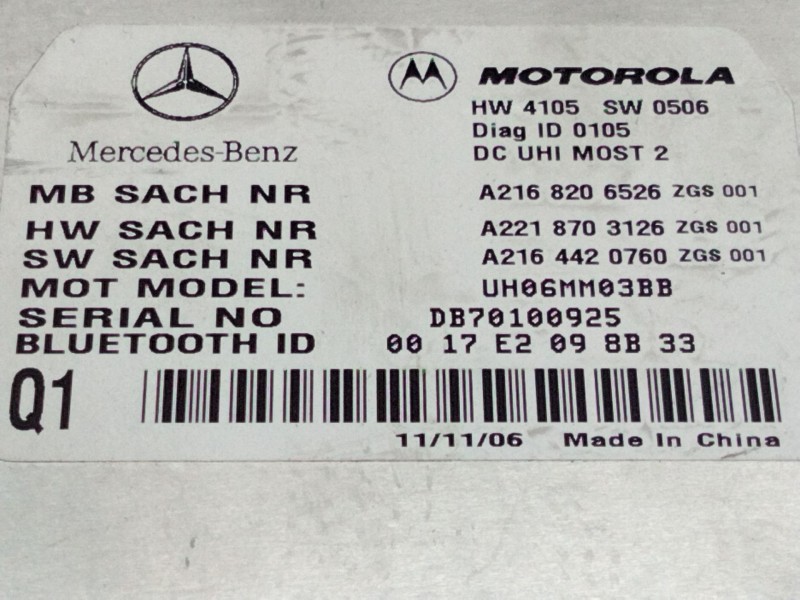 MOTOROLA
HW 4105 SW 0506
Diag ID 0105
DC UHI MOST 2
Mercedes-Benz
MB SACH NR A216 820 6526 ZGS 001
HW SACH NR A221 870 3126 ZGS 001
SW SACH NR A216 442 0760 ZGS 001
MOT MODEL: UH06MM03BB
SERIAL NO DB70100925
BLUETOOTH ID 00 17 E2 09 8B 33
Q1
11/11/06 Made In China